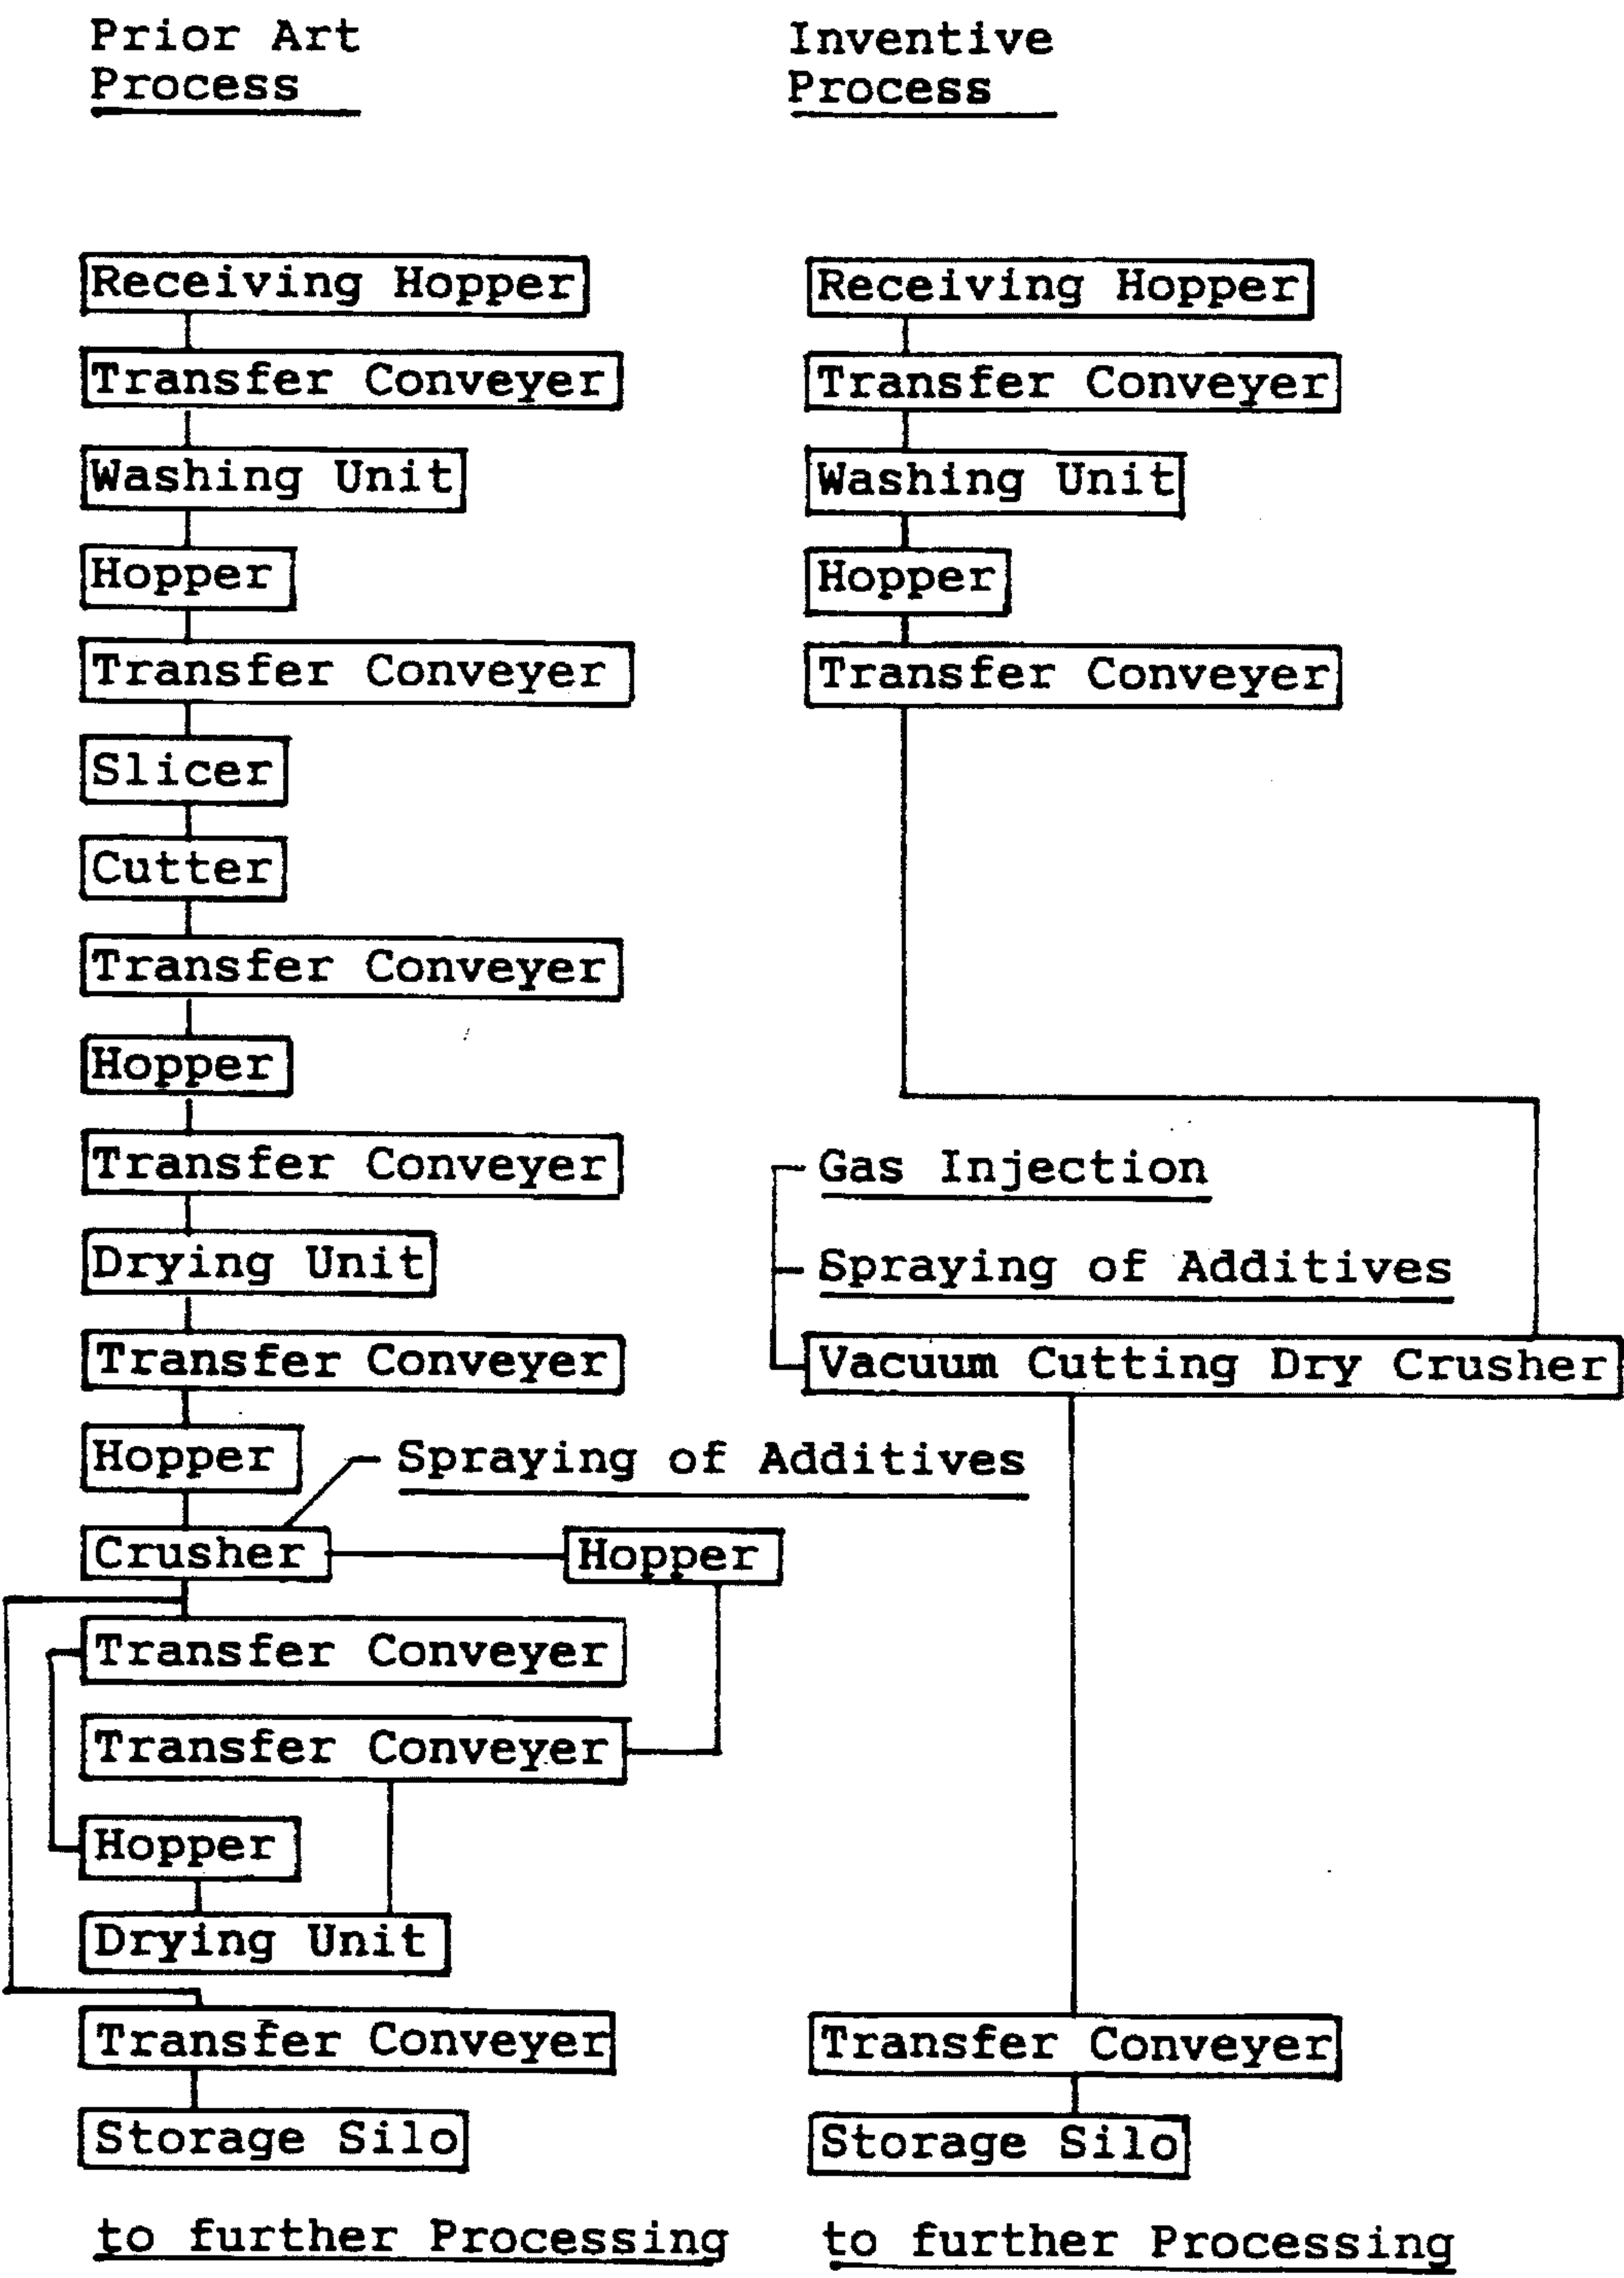 Prior Art
Process
Receiving Hopper
Transfer Conveyer
Washing Unit
Hopper
Transfer Conveyer
Slicer
Cutter
Transfer Conveyer
Hopper
Transfer Conveyer
Drying Unit
Transfer Conveyer
Hopper
Spraying of Additives
Crusher
Hopper
Transfer Conveyer
Transfer Conveyer
Hopper
Drying Unit
Transfer Conveyer
Storage Silo
to further Processing
Inventive
Process
Receiving Hopper
Transfer Conveyer
Washing Unit
Hopper
Transfer Conveyer
Gas Injection
Spraying of Additives
Vacuum Cutting Dry Crusher
Transfer Conveyer
Storage Silo
to further Processing